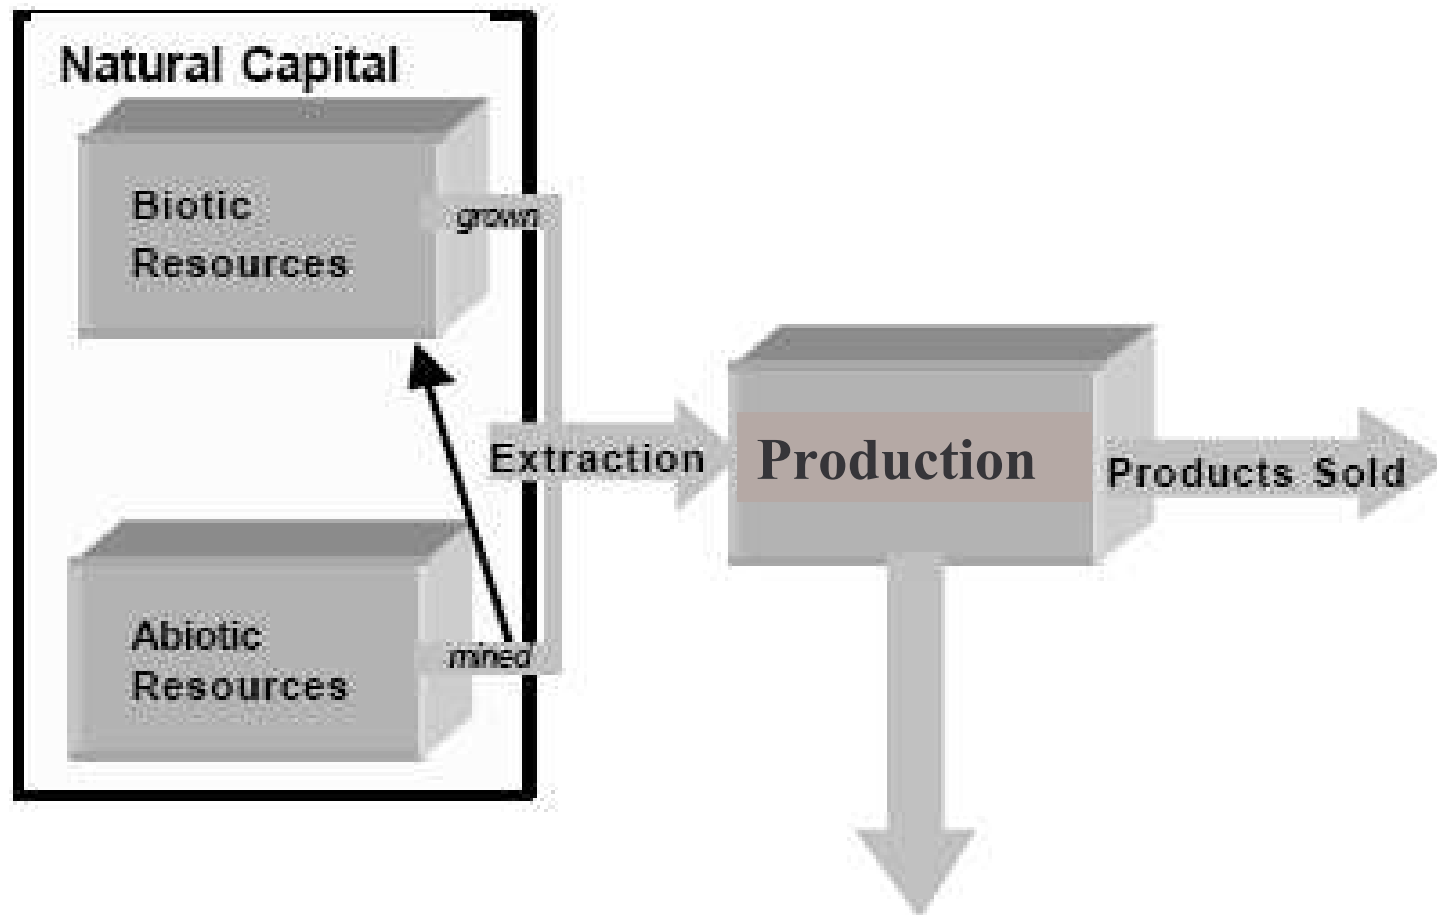 Natural Capital
Biotic
Resources
grown
Extraction
Production
Products Sold
Abiotic
Resources
mined